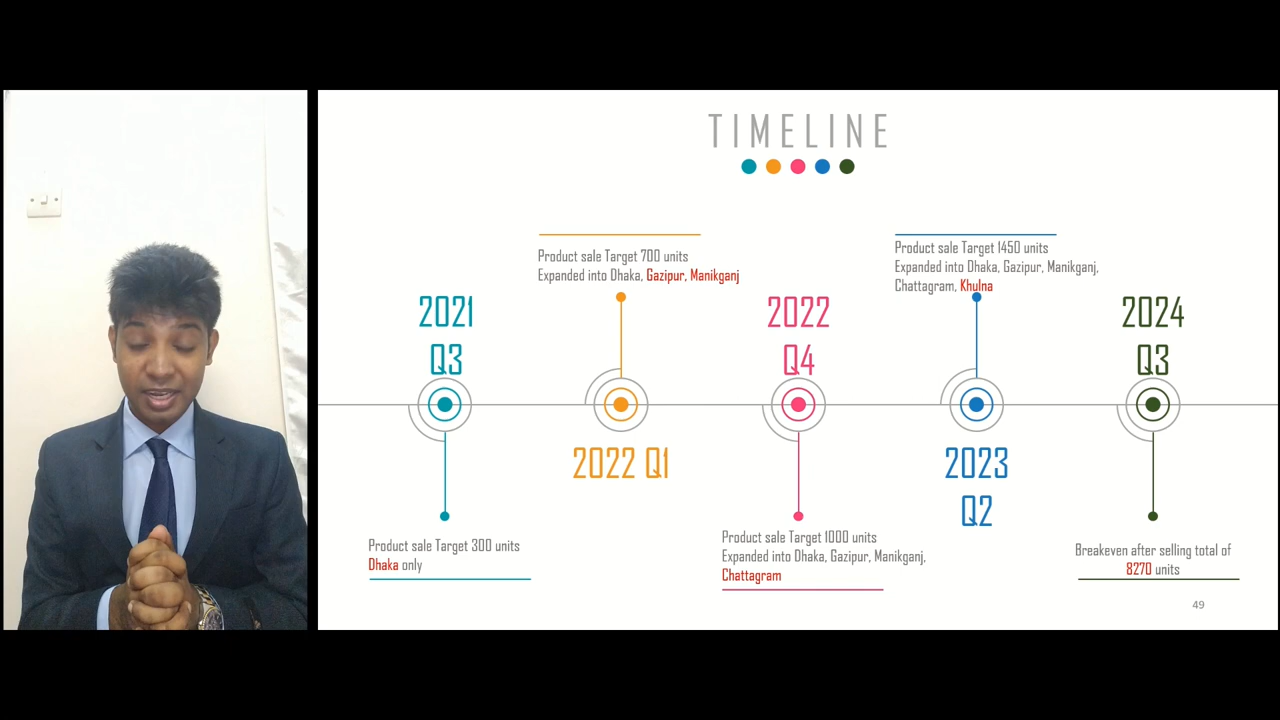 TIMELINE
Product sale Target 700 units
Expanded into Dhaka, Gazipur, Manikganj
Product sale Target 1450 units
Expanded into Dhaka, Gazipur, Manikganj,
Chattagram, Khulna
2021
Q3
2022
Q4
2024
Q3
2022 Q1
2023
Q2
Product sale Target 300 units
Dhaka only
Product sale Target 1000 units
Expanded into Dhaka, Gazipur, Manikganj,
Chattagram
Breakeven after selling total of
8270 units
49